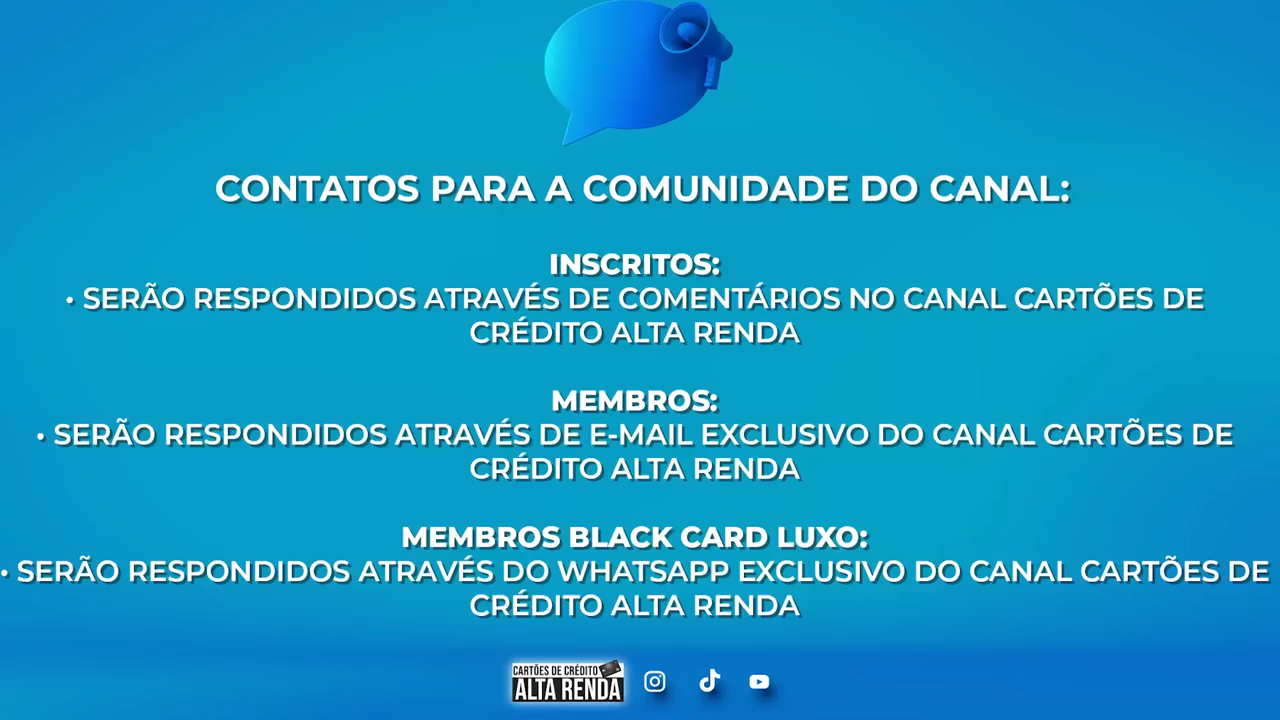 CONTATOS PARA A COMUNIDADE DO CANAL:
INSCRITOS:
• SERÃO RESPONDIDOS ATRAVÉS DE COMENTÁRIOS NO CANAL CARTÕES DE
CRÉDITO ALTA RENDA
MEMBROS:
• SERÃO RESPONDIDOS ATRAVÉS DE E-MAIL EXCLUSIVO DO CANAL CARTÕES DE
CRÉDITO ALTA RENDA
MEMBROS BLACK CARD LUXO:
• SERÃO RESPONDIDOS ATRAVÉS DO WHATSAPP EXCLUSIVO DO CANAL CARTÕES DE
CRÉDITO ALTA RENDA
CARTÕES DE CRÉDITO
ALTA RENDA